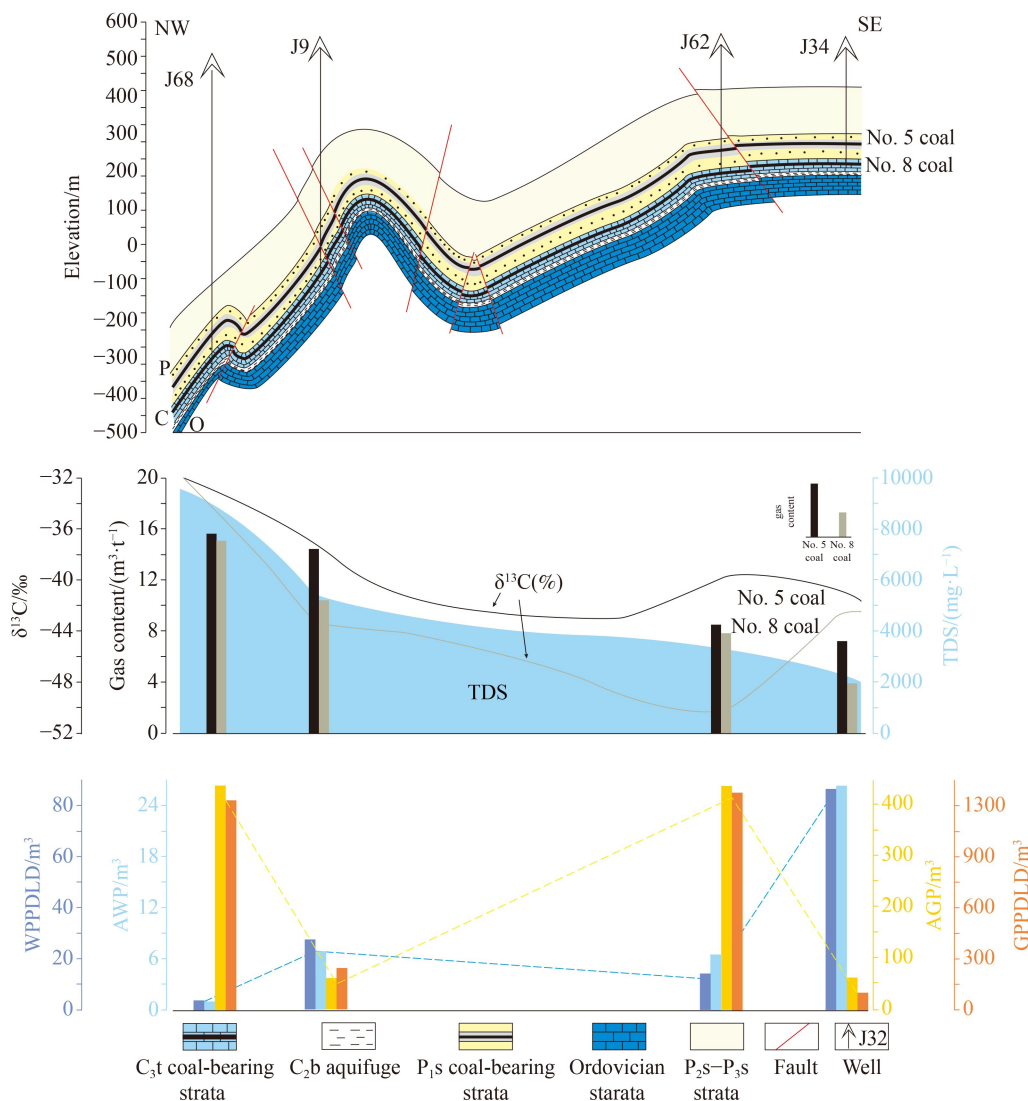 NW
SE
600
500
400
300
200
100
0
−100
−200
−300
−400
−500
Elevation/m
J68
J9
J62
J34
No. 5 coal
No. 8 coal
P
C
O
−32
−36
−40
−44
−48
−52
δ¹³C/‰
20
16
12
8
4
0
Gas content/(m³·t⁻¹)
δ¹³C(%)
TDS
No. 5 coal
No. 8 coal
gas
content
No. 5
coal
No. 8
coal
10000
8000
6000
4000
2000
0
TDS/(mg·L⁻¹)
80
60
40
20
0
WPPDLD/m³
24
18
12
6
0
AWP/m³
400
300
200
100
0
AGP/m³
1300
900
600
300
0
GPPDLD/m³
J32
C₃t coal-bearing
strata
C₂b aquifuge
P₁s coal-bearing
strata
Ordovician
starata
P₂s−P₃s
strata
Fault
Well